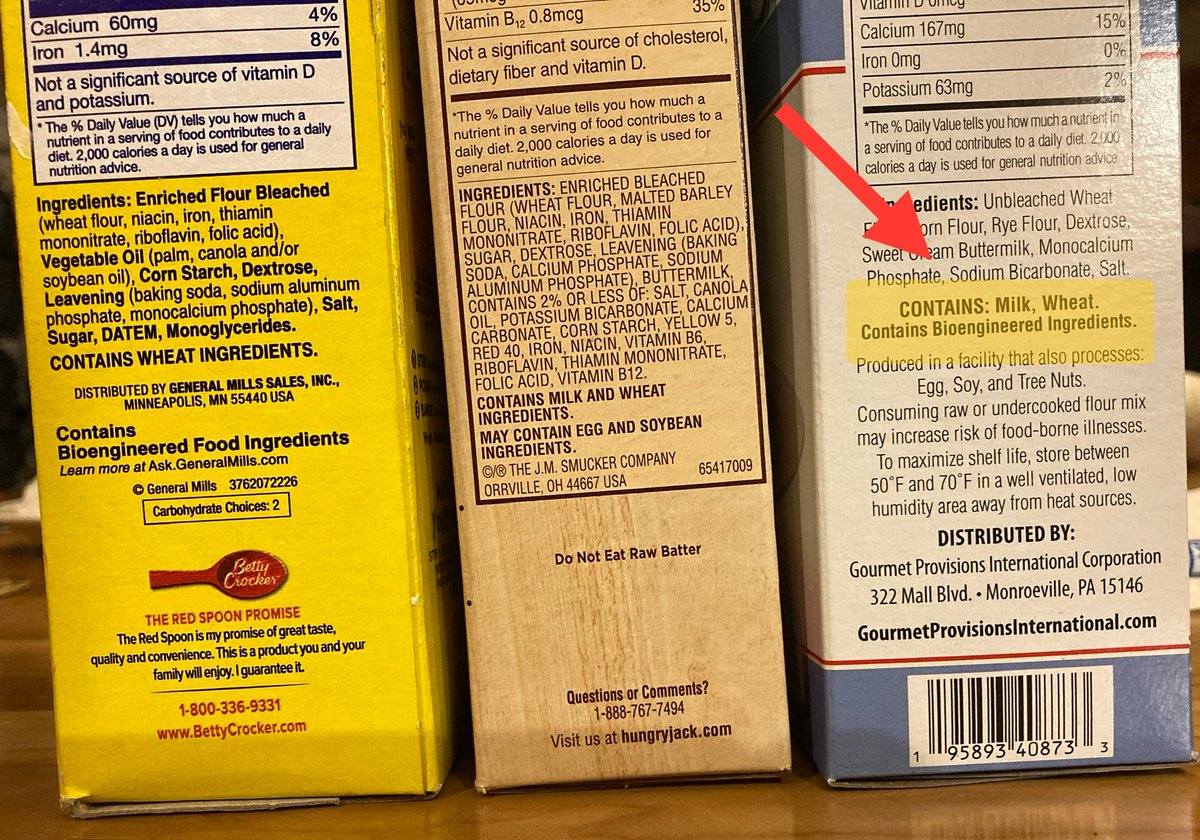 Calcium 60mg 4%
Iron 1.4mg 8%
Not a significant source of vitamin D
and potassium.
* The % Daily Value (DV) tells you how much a
nutrient in a serving of food contributes to a daily
diet. 2,000 calories a day is used for general
nutrition advice.
Ingredients: Enriched Flour Bleached
(wheat flour, niacin, iron, thiamin
mononitrate, riboflavin, folic acid),
Vegetable Oil (palm, canola and/or
soybean oil), Corn Starch, Dextrose,
Leavening (baking soda, sodium aluminum
phosphate, monocalcium phosphate), Salt,
Sugar, DATEM, Monoglycerides.
CONTAINS WHEAT INGREDIENTS.
DISTRIBUTED BY GENERAL MILLS SALES, INC.,
MINNEAPOLIS, MN 55440 USA
Contains
Bioengineered Food Ingredients
Learn more at Ask.GeneralMills.com
© General Mills 3762072226
Carbohydrate Choices: 2
Betty
Crocker
THE RED SPOON PROMISE
The Red Spoon is my promise of great taste,
quality and convenience. This is a product you and your
family will enjoy. I guarantee it.
1-800-336-9331
www.BettyCrocker.com
Vitamin B12 0.8mcg 35%
Not a significant source of cholesterol,
dietary fiber and vitamin D.
*The % Daily Value tells you how much a
nutrient in a serving of food contributes to a
daily diet. 2,000 calories a day is used for
general nutrition advice.
INGREDIENTS: ENRICHED BLEACHED
FLOUR (WHEAT FLOUR, MALTED BARLEY
FLOUR, NIACIN, IRON, THIAMIN
MONONITRATE, RIBOFLAVIN, FOLIC ACID),
SUGAR, DEXTROSE, LEAVENING (BAKING
SODA, CALCIUM PHOSPHATE, SODIUM
ALUMINUM PHOSPHATE), BUTTERMILK,
CONTAINS 2% OR LESS OF: SALT, CANOLA
OIL, POTASSIUM BICARBONATE, CALCIUM
CARBONATE, CORN STARCH, YELLOW 5,
RED 40, IRON, NIACIN, VITAMIN B6,
RIBOFLAVIN, THIAMIN MONONITRATE,
FOLIC ACID, VITAMIN B12.
CONTAINS MILK AND WHEAT
INGREDIENTS.
MAY CONTAIN EGG AND SOYBEAN
INGREDIENTS.
©/® THE J.M. SMUCKER COMPANY 65417009
ORRVILLE, OH 44667 USA
Do Not Eat Raw Batter
Questions or Comments?
1-888-767-7494
Visit us at hungryjack.com
Vitamin D 0mcg
Calcium 167mg 15%
Iron 0mg 0%
Potassium 63mg 2%
*The % Daily Value tells you how much a nutrient in
a serving of food contributes to a daily diet. 2,000
calories a day is used for general nutrition advice.
Unbleached Wheat
Flour, Rye Flour, Dextrose,
Sweet Buttermilk, Monocalcium
Phosphate, Sodium Bicarbonate, Salt.
CONTAINS: Milk, Wheat.
Contains Bioengineered Ingredients.
Produced in a facility that also processes:
Egg, Soy, and Tree Nuts.
Consuming raw or undercooked flour mix
may increase risk of food-borne illnesses.
To maximize shelf life, store between
50°F and 70°F in a well ventilated, low
humidity area away from heat sources.
DISTRIBUTED BY:
Gourmet Provisions International Corporation
322 Mall Blvd. • Monroeville, PA 15146
GourmetProvisionsInternational.com
1 95893 40873 3